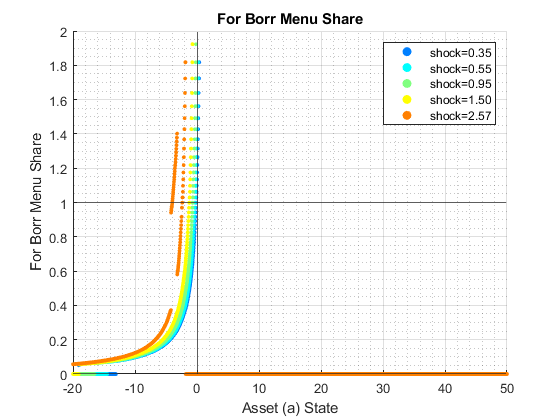 For Borr Menu Share
shock=0.35
shock=0.55
shock=0.95
shock=1.50
shock=2.57
For Borr Menu Share
2
1.8
1.6
1.4
1.2
1
0.8
0.6
0.4
0.2
0
-20 -10 0 10 20 30 40 50
Asset (a) State